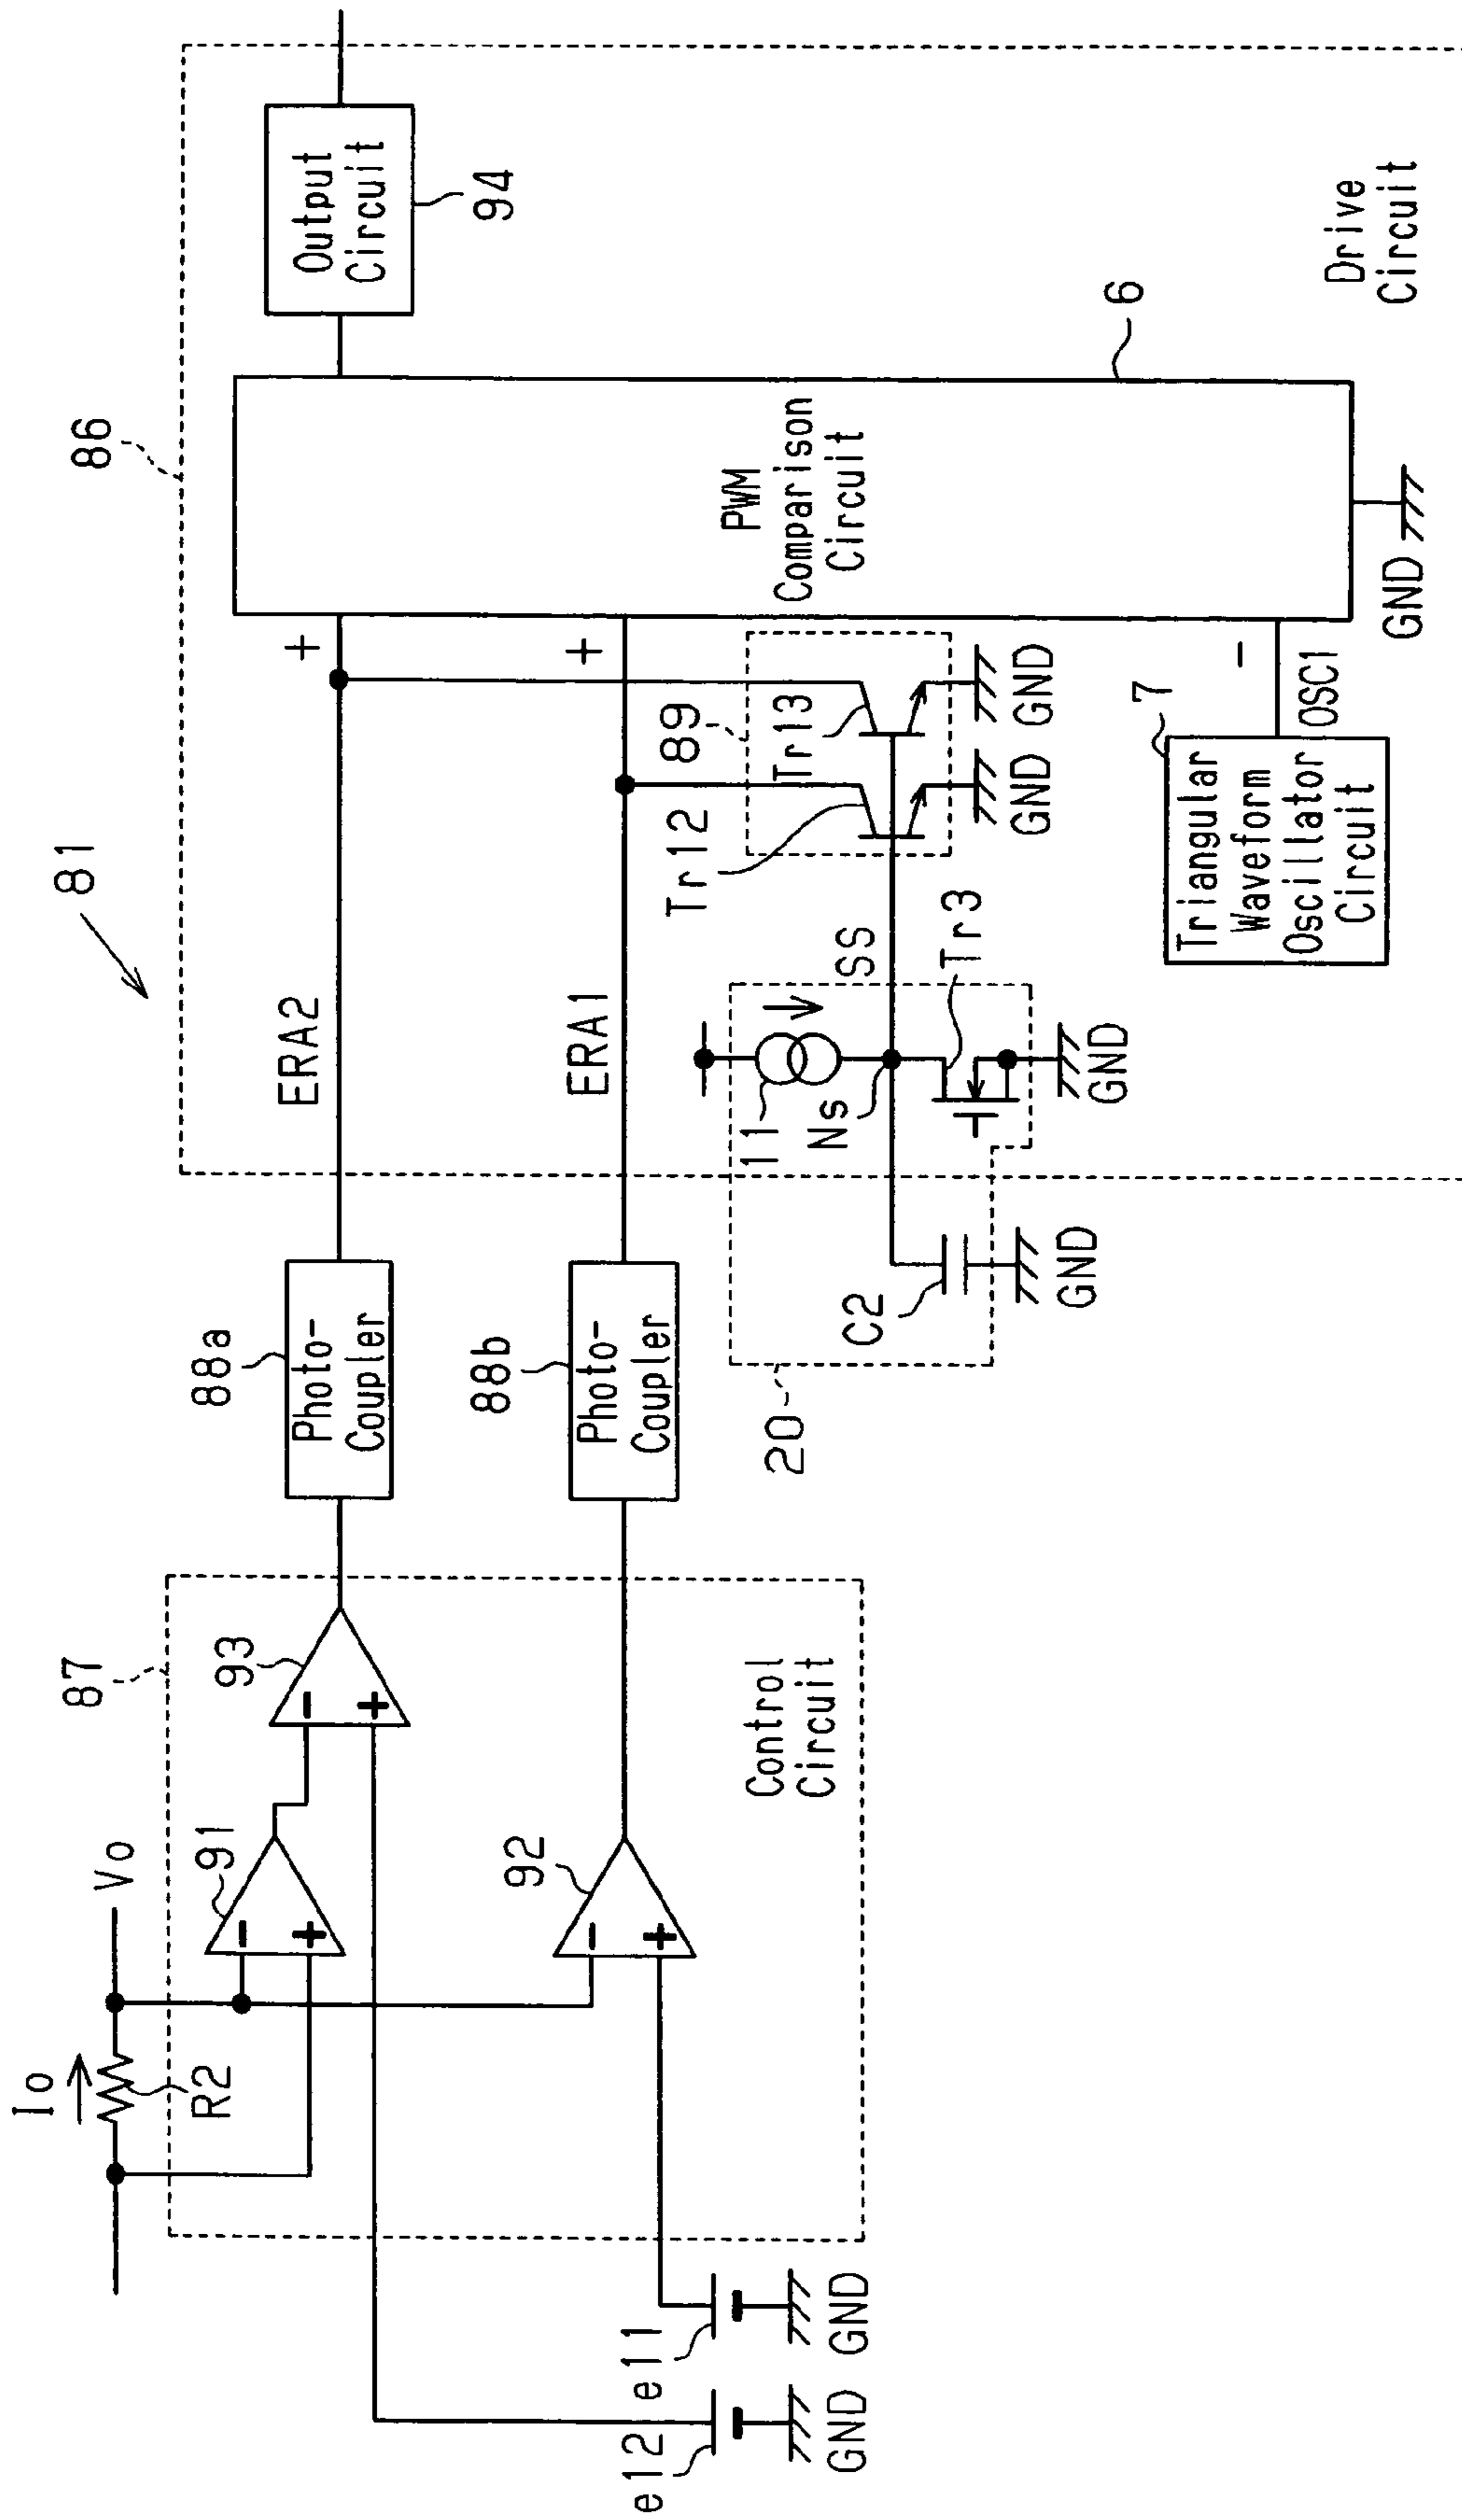 81
86
87
Io
Vo
R2
91
93
92
88a
Photo-
Coupler
88b
Photo-
Coupler
ERA2
ERA1
+
+
-
-
+
-
+
-
+
Output
Circuit
94
PWM
Comparison
Circuit
6
GND
Drive
Circuit
Control
Circuit
e12
e11
GND
GND
20
C2
GND
11
Ns
SS
Tr3
GND
89
Tr12
Tr13
GND
GND
7
OSC1
Triangular
Waveform
Oscillator
Circuit